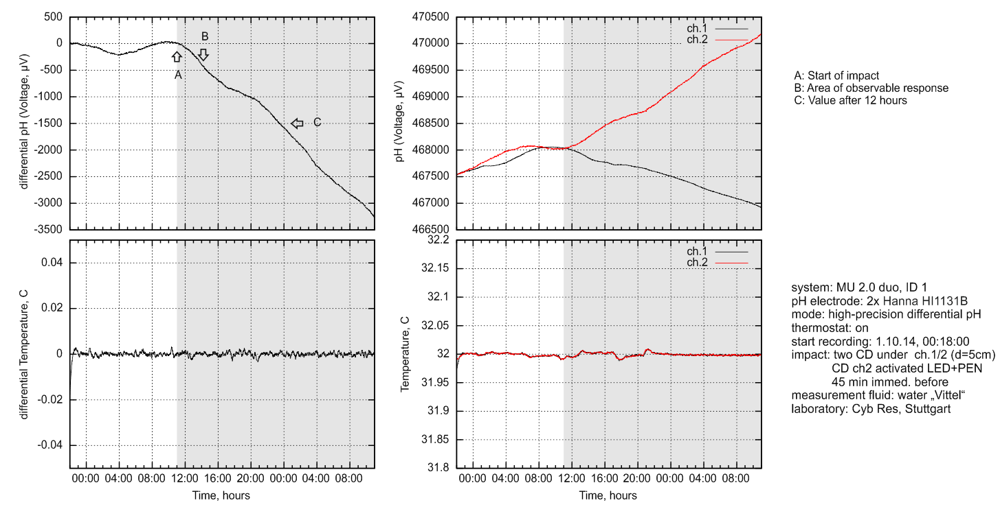 500
0
-500
-1000
-1500
-2000
-2500
-3000
-3500
differential pH (Voltage, µV)
A
B
C
470500
470000
469500
469000
468500
468000
467500
467000
466500
pH (Voltage, µV)
ch.1
ch.2
A: Start of impact
B: Area of observable response
C: Value after 12 hours
0.04
0.02
0
-0.02
-0.04
differential Temperature, C
00:00 04:00 08:00 12:00 16:00 20:00 00:00 04:00 08:00
Time, hours
32.2
32.15
32.1
32.05
32
31.95
31.9
31.85
31.8
Temperature, C
ch.1
ch.2
00:00 04:00 08:00 12:00 16:00 20:00 00:00 04:00 08:00
Time, hours
system: MU 2.0 duo, ID 1
pH electrode: 2x Hanna HI1131B
mode: high-precision differential pH
thermostat: on
start recording: 1.10.14, 00:18:00
impact: two CD under ch.1/2 (d=5cm)
CD ch2 activated LED+PEN
45 min immed. before
measurement fluid: water „Vittel“
laboratory: Cyb Res, Stuttgart